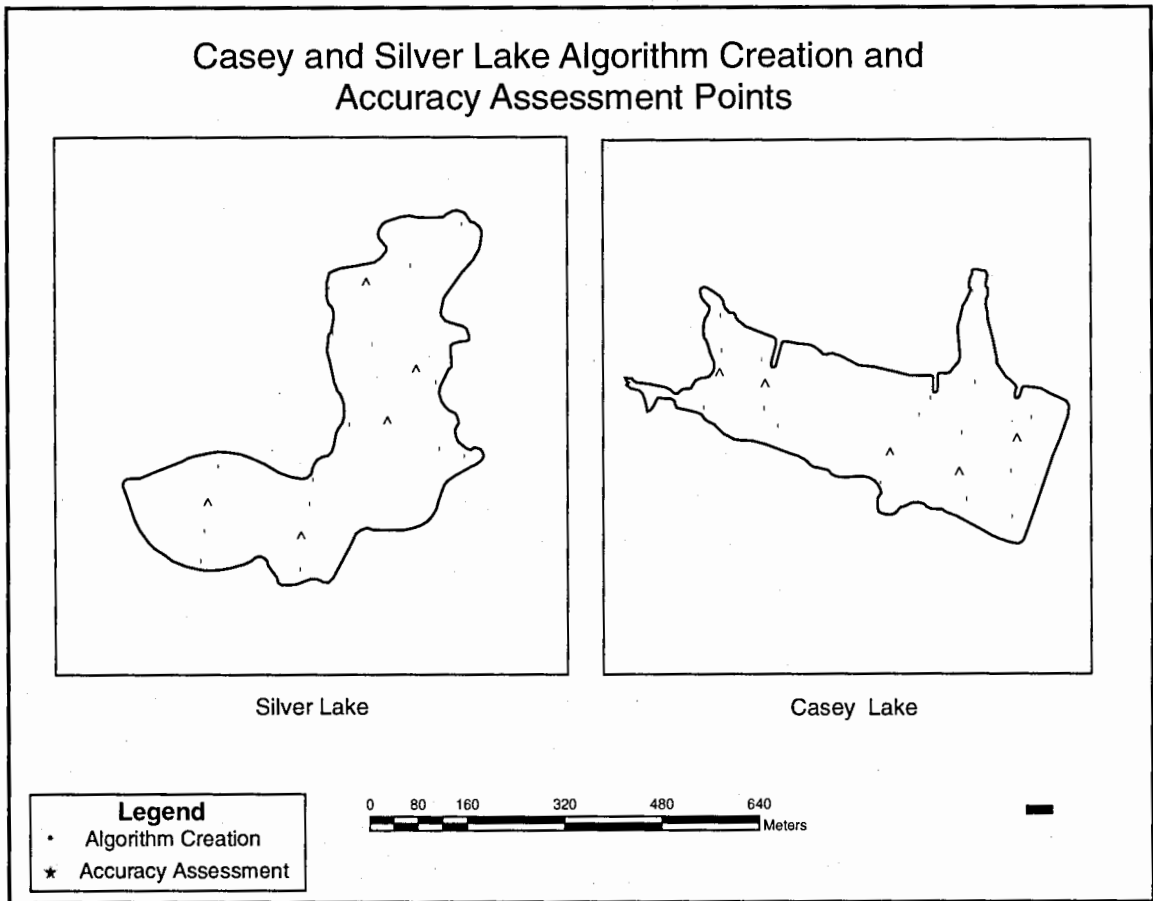 Casey and Silver Lake Algorithm Creation and
Accuracy Assessment Points
Silver Lake
Casey Lake
Legend
Algorithm Creation
Accuracy Assessment
0 80 160 320 480 640
Meters